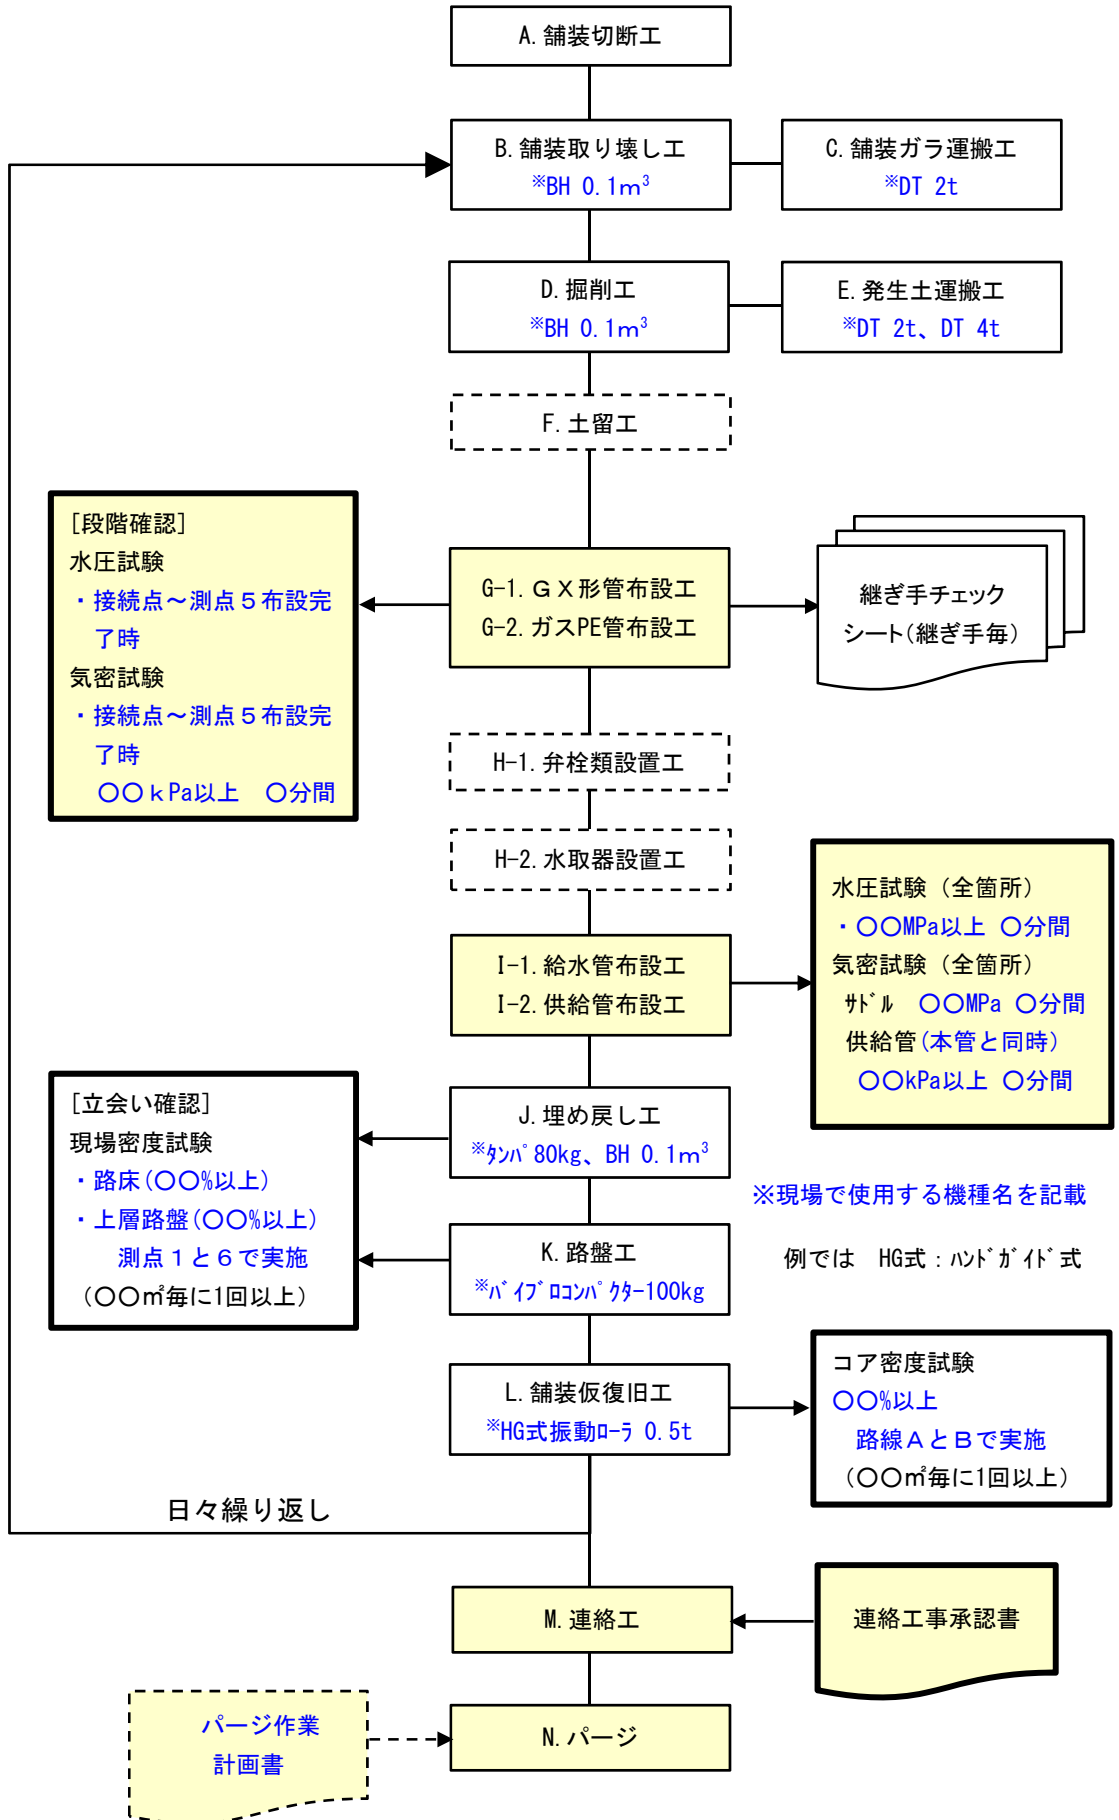 A.舗装切断工
B.舗装取り壊し工
※BH 0.1m³
C.舗装ガラ運搬工
※DT 2t
D.掘削工
※BH 0.1m³
E.発生土運搬工
※DT 2t、DT 4t
F.土留工
[段階確認]
水圧試験
・接続点～測点５布設完
了時
気密試験
・接続点～測点５布設完
了時
〇〇ｋPa以上　〇分間
G-1.ＧＸ形管布設工
G-2.ガスPE管布設工
継ぎ手チェック
シート(継ぎ手毎)
H-1.弁栓類設置工
H-2.水取器設置工
I-1.給水管布設工
I-2.供給管布設工
水圧試験（全箇所）
・〇〇MPa以上 〇分間
気密試験（全箇所）
ｻﾄﾞﾙ　〇〇MPa 〇分間
供給管(本管と同時)
〇〇kPa以上 〇分間
[立会い確認]
現場密度試験
・路床(〇〇%以上)
・上層路盤(〇〇%以上)
測点１と６で実施
(〇〇㎡毎に1回以上)
J.埋め戻し工
※ﾀﾝﾊﾟ80kg、BH 0.1m³
※現場で使用する機種名を記載
例では　HG式：ﾊﾝﾄﾞｶﾞｲﾄﾞ式
K.路盤工
※ﾊﾞｲﾌﾞﾛｺﾝﾊﾟｸﾀｰ100kg
L.舗装仮復旧工
※HG式振動ﾛｰﾗ 0.5t
コア密度試験
〇〇%以上
路線ＡとＢで実施
(〇〇㎡毎に1回以上)
日々繰り返し
M.連絡工
連絡工事承認書
パージ作業
計画書
N.パージ